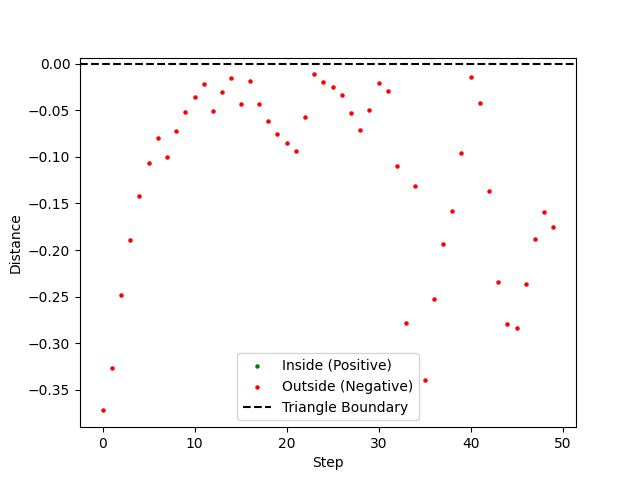 0.00
−0.05
−0.10
−0.15
−0.20
−0.25
−0.30
−0.35
Distance
Inside (Positive)
Outside (Negative)
Triangle Boundary
0 10 20 30 40 50
Step